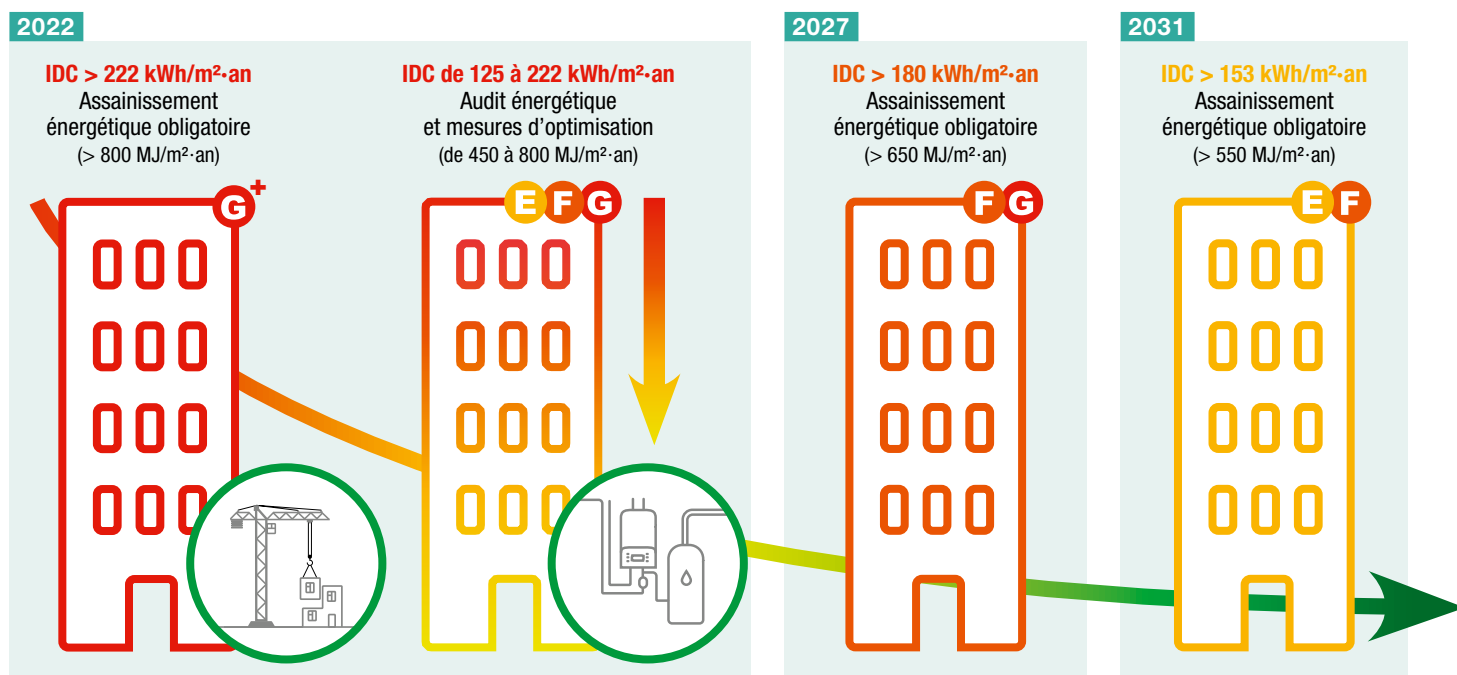 2022
IDC > 222 kWh/m²·an
Assainissement
énergétique obligatoire
(> 800 MJ/m²·an)
G+
IDC de 125 à 222 kWh/m²·an
Audit énergétique
et mesures d’optimisation
(de 450 à 800 MJ/m²·an)
E F G
2027
IDC > 180 kWh/m²·an
Assainissement
énergétique obligatoire
(> 650 MJ/m²·an)
F G
2031
IDC > 153 kWh/m²·an
Assainissement
énergétique obligatoire
(> 550 MJ/m²·an)
E F